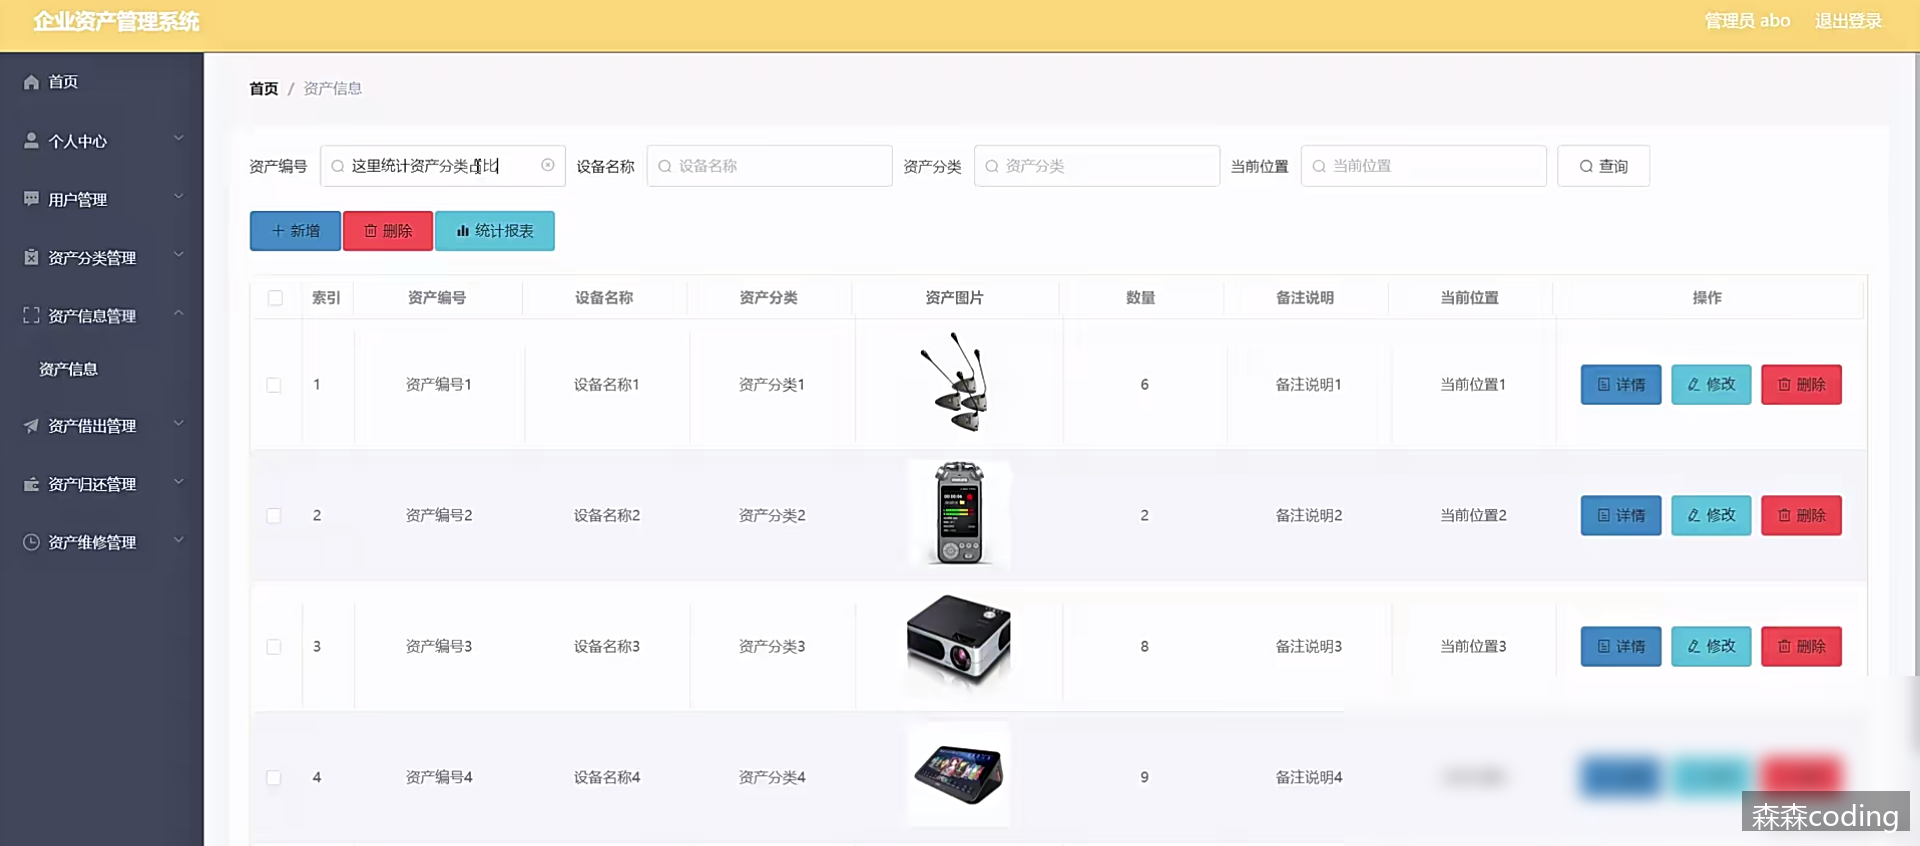 企业资产管理系统
管理员 abo 退出登录
首页
个人中心
用户管理
资产分类管理
资产信息管理
资产信息
资产借出管理
资产归还管理
资产维修管理
首页 / 资产信息
资产编号 这里统计资产分类占比 设备名称 设备名称 资产分类 资产分类 当前位置 当前位置 查询
新增 删除 统计报表
索引 资产编号 设备名称 资产分类 资产图片 数量 备注说明 当前位置 操作
1 资产编号1 设备名称1 资产分类1 6 备注说明1 当前位置1 详情 修改 删除
2 资产编号2 设备名称2 资产分类2 2 备注说明2 当前位置2 详情 修改 删除
3 资产编号3 设备名称3 资产分类3 8 备注说明3 当前位置3 详情 修改 删除
4 资产编号4 设备名称4 资产分类4 9 备注说明4
森森coding